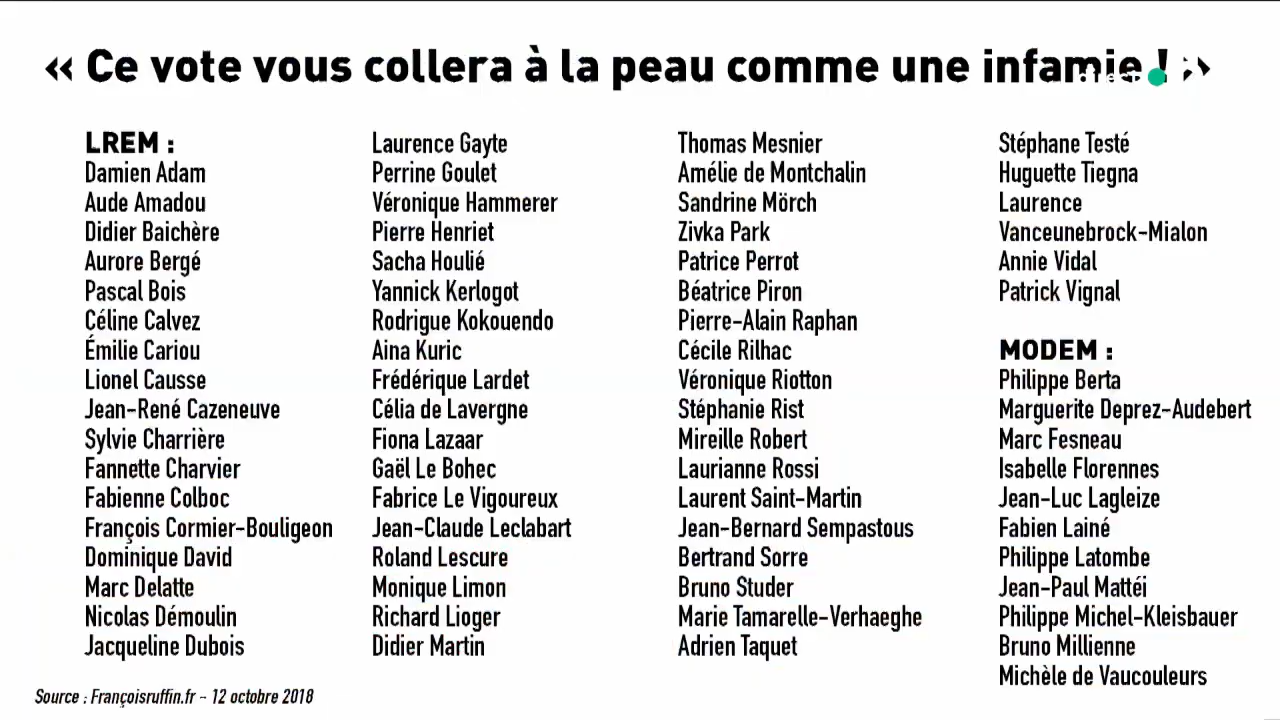 « Ce vote vous collera à la peau comme une infamie ! »
LREM :
Damien Adam
Aude Amadou
Didier Baichère
Aurore Bergé
Pascal Bois
Céline Calvez
Émilie Cariou
Lionel Causse
Jean-René Cazeneuve
Sylvie Charrière
Fannette Charvier
Fabienne Colboc
François Cormier-Bouligeon
Dominique David
Marc Delatte
Nicolas Démoulin
Jacqueline Dubois
Laurence Gayte
Perrine Goulet
Véronique Hammerer
Pierre Henriet
Sacha Houlié
Yannick Kerlogot
Rodrigue Kokouendo
Aina Kuric
Frédérique Lardet
Célia de Lavergne
Fiona Lazaar
Gaël Le Bohec
Fabrice Le Vigoureux
Jean-Claude Leclabart
Roland Lescure
Monique Limon
Richard Lioger
Didier Martin
Thomas Mesnier
Amélie de Montchalin
Sandrine Mörch
Zivka Park
Patrice Perrot
Béatrice Piron
Pierre-Alain Raphan
Cécile Rilhac
Véronique Riotton
Stéphanie Rist
Mireille Robert
Laurianne Rossi
Laurent Saint-Martin
Jean-Bernard Sempastous
Bertrand Sorre
Bruno Studer
Marie Tamarelle-Verhaeghe
Adrien Taquet
Stéphane Testé
Huguette Tiegna
Laurence
Vanceunebrock-Mialon
Annie Vidal
Patrick Vignal
MODEM :
Philippe Berta
Marguerite Deprez-Audebert
Marc Fesneau
Isabelle Florennes
Jean-Luc Lagleize
Fabien Lainé
Philippe Latombe
Jean-Paul Mattéi
Philippe Michel-Kleisbauer
Bruno Millienne
Michèle de Vaucouleurs
Source : Françoisruffin.fr - 12 octobre 2018